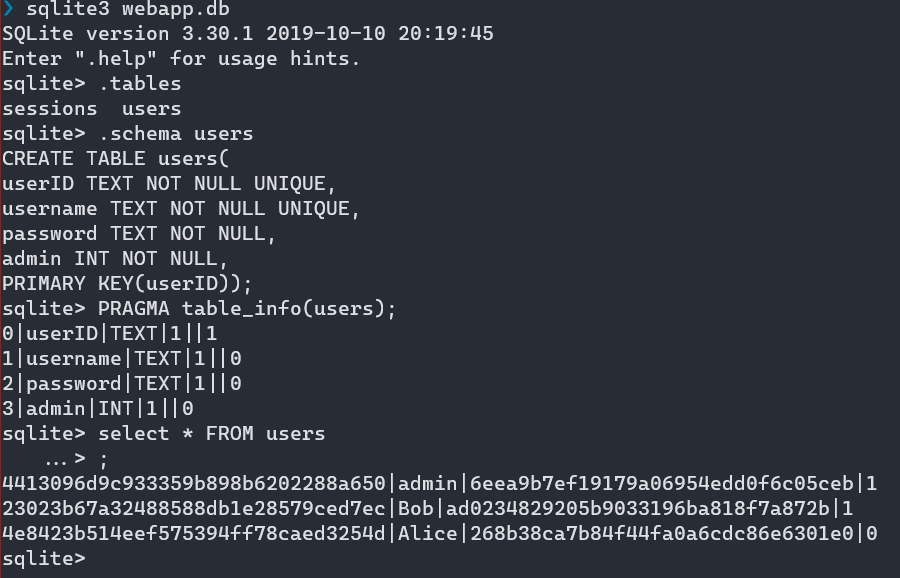 ❯ sqlite3 webapp.db
SQLite version 3.30.1 2019-10-10 20:19:45
Enter ".help" for usage hints.
sqlite> .tables
sessions  users
sqlite> .schema users
CREATE TABLE users(
userID TEXT NOT NULL UNIQUE,
username TEXT NOT NULL UNIQUE,
password TEXT NOT NULL,
admin INT NOT NULL,
PRIMARY KEY(userID));
sqlite> PRAGMA table_info(users);
0|userID|TEXT|1||1
1|username|TEXT|1||0
2|password|TEXT|1||0
3|admin|INT|1||0
sqlite> select * FROM users
   ...> ;
4413096d9c933359b898b6202288a650|admin|6eea9b7ef19179a06954edd0f6c05ceb|1
23023b67a32488588db1e28579ced7ec|Bob|ad0234829205b9033196ba818f7a872b|1
4e8423b514eef575394ff78caed3254d|Alice|268b38ca7b84f44fa0a6cdc86e6301e0|0
sqlite>